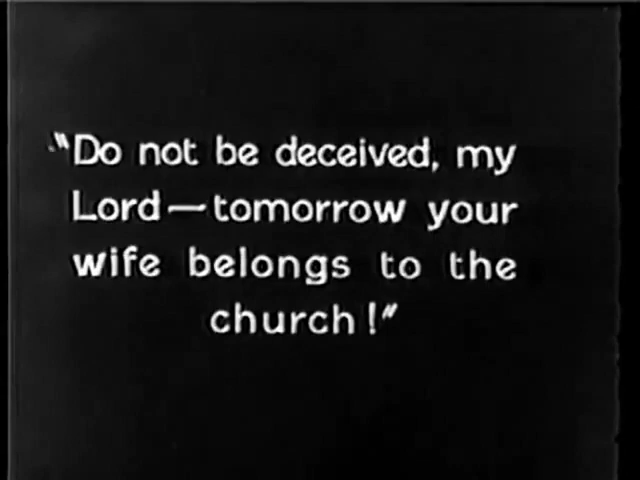 "Do not be deceived, my
Lord—tomorrow your
wife belongs to the
church!"